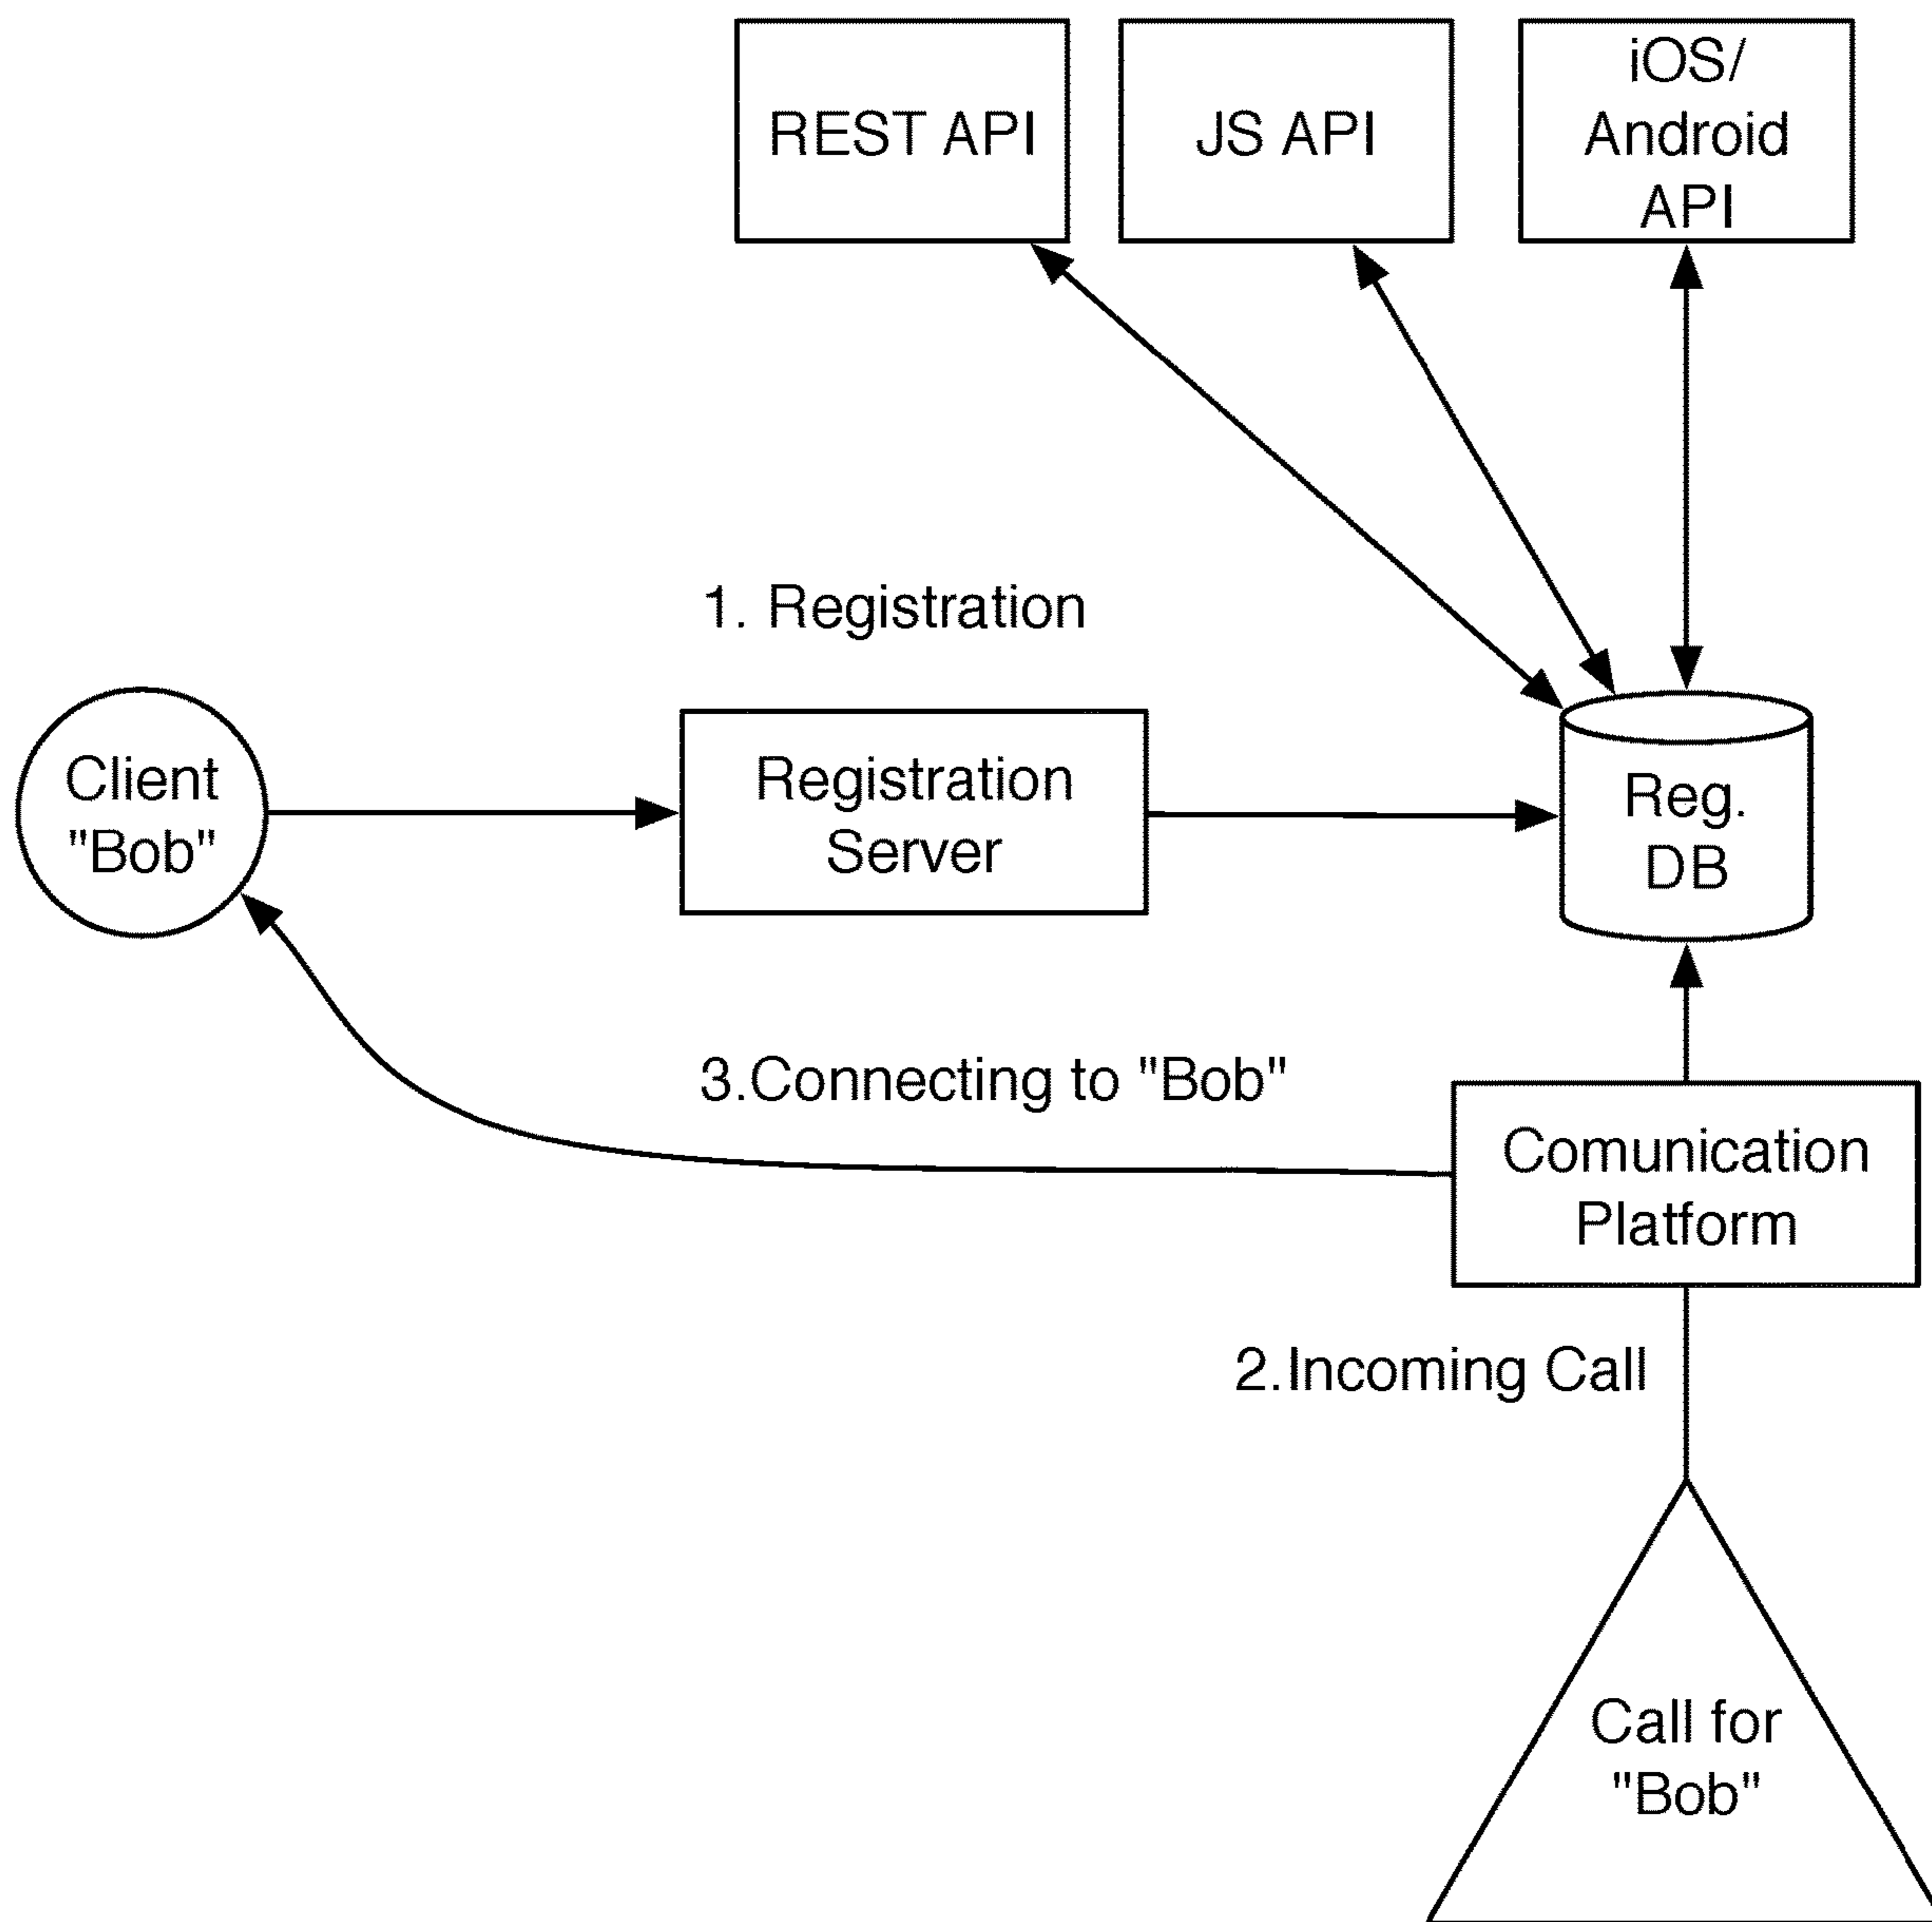 REST API
JS API
iOS/
Android
API
1. Registration
Client
"Bob"
Registration
Server
Reg.
DB
3.Connecting to "Bob"
Comunication
Platform
2.Incoming Call
Call for
"Bob"